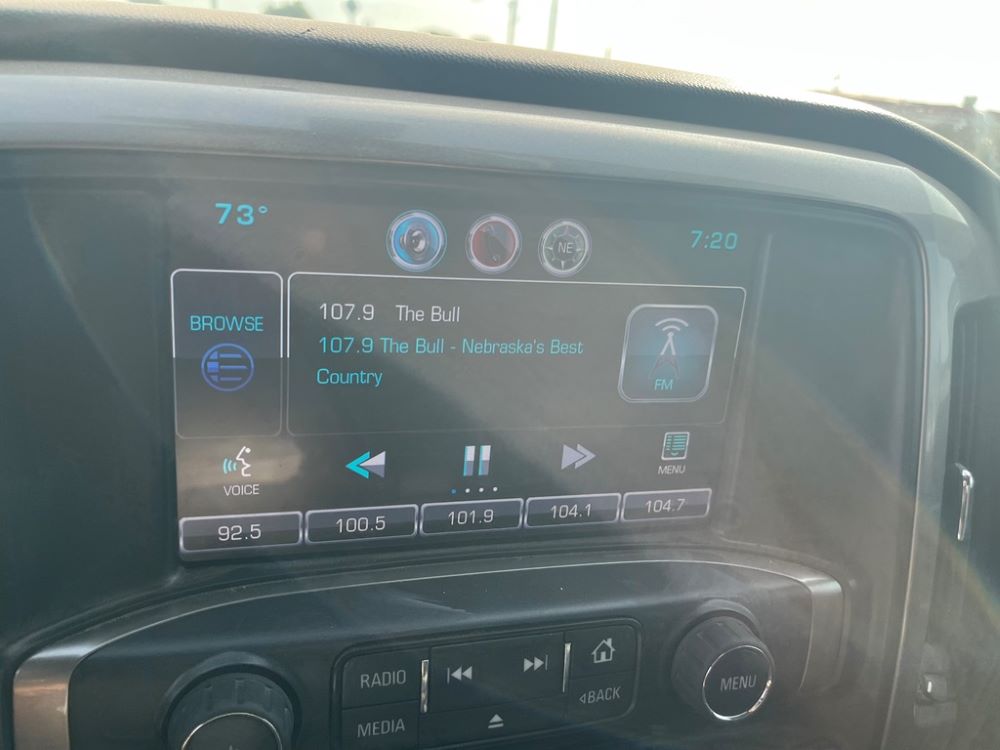 73°
NE
7:20
BROWSE
107.9 The Bull
107.9 The Bull - Nebraska's Best
Country
FM
VOICE
MENU
92.5
100.5
101.9
104.1
104.7
RADIO
MEDIA
BACK
MENU